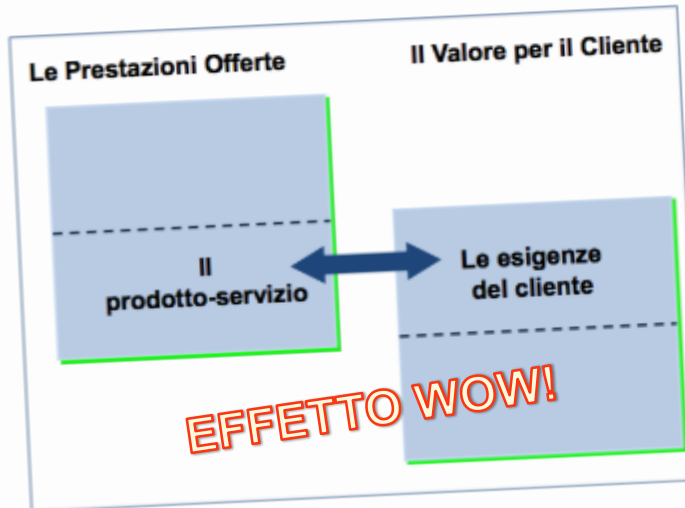 Le Prestazioni Offerte
Il Valore per il Cliente
Il
prodotto-servizio
Le esigenze
del cliente
EFFETTO WOW!